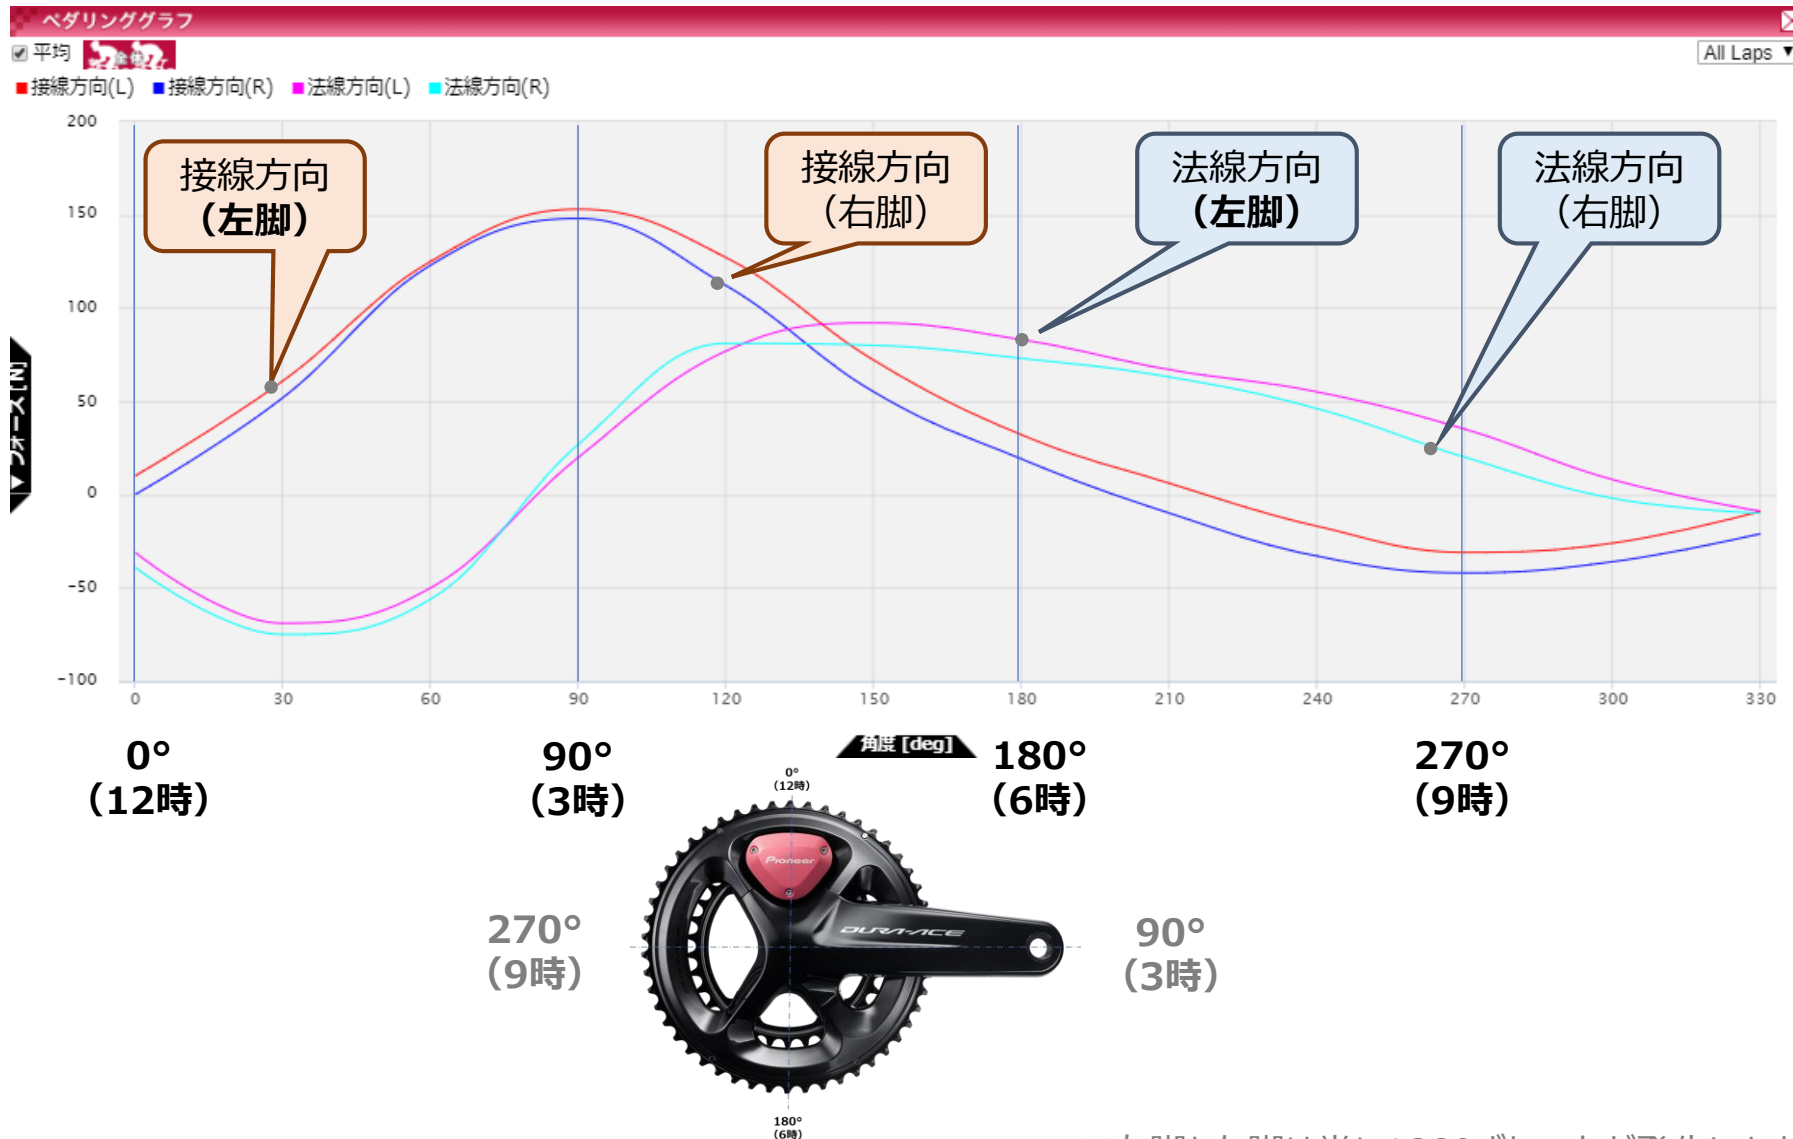 ペダリンググラフ
平均
All Laps
接線方向(L) 接線方向(R) 法線方向(L) 法線方向(R)
接線方向
（左脚）
接線方向
（右脚）
法線方向
（左脚）
法線方向
（右脚）
フォース [N]
200
150
100
50
0
-50
-100
0 30 60 90 120 150 180 210 240 270 300 330
角度 [deg]
0°
（12時）
90°
（3時）
180°
（6時）
270°
（9時）
0°
（12時）
Pioneer
DURA-ACE
270°
（9時）
90°
（3時）
180°
（6時）